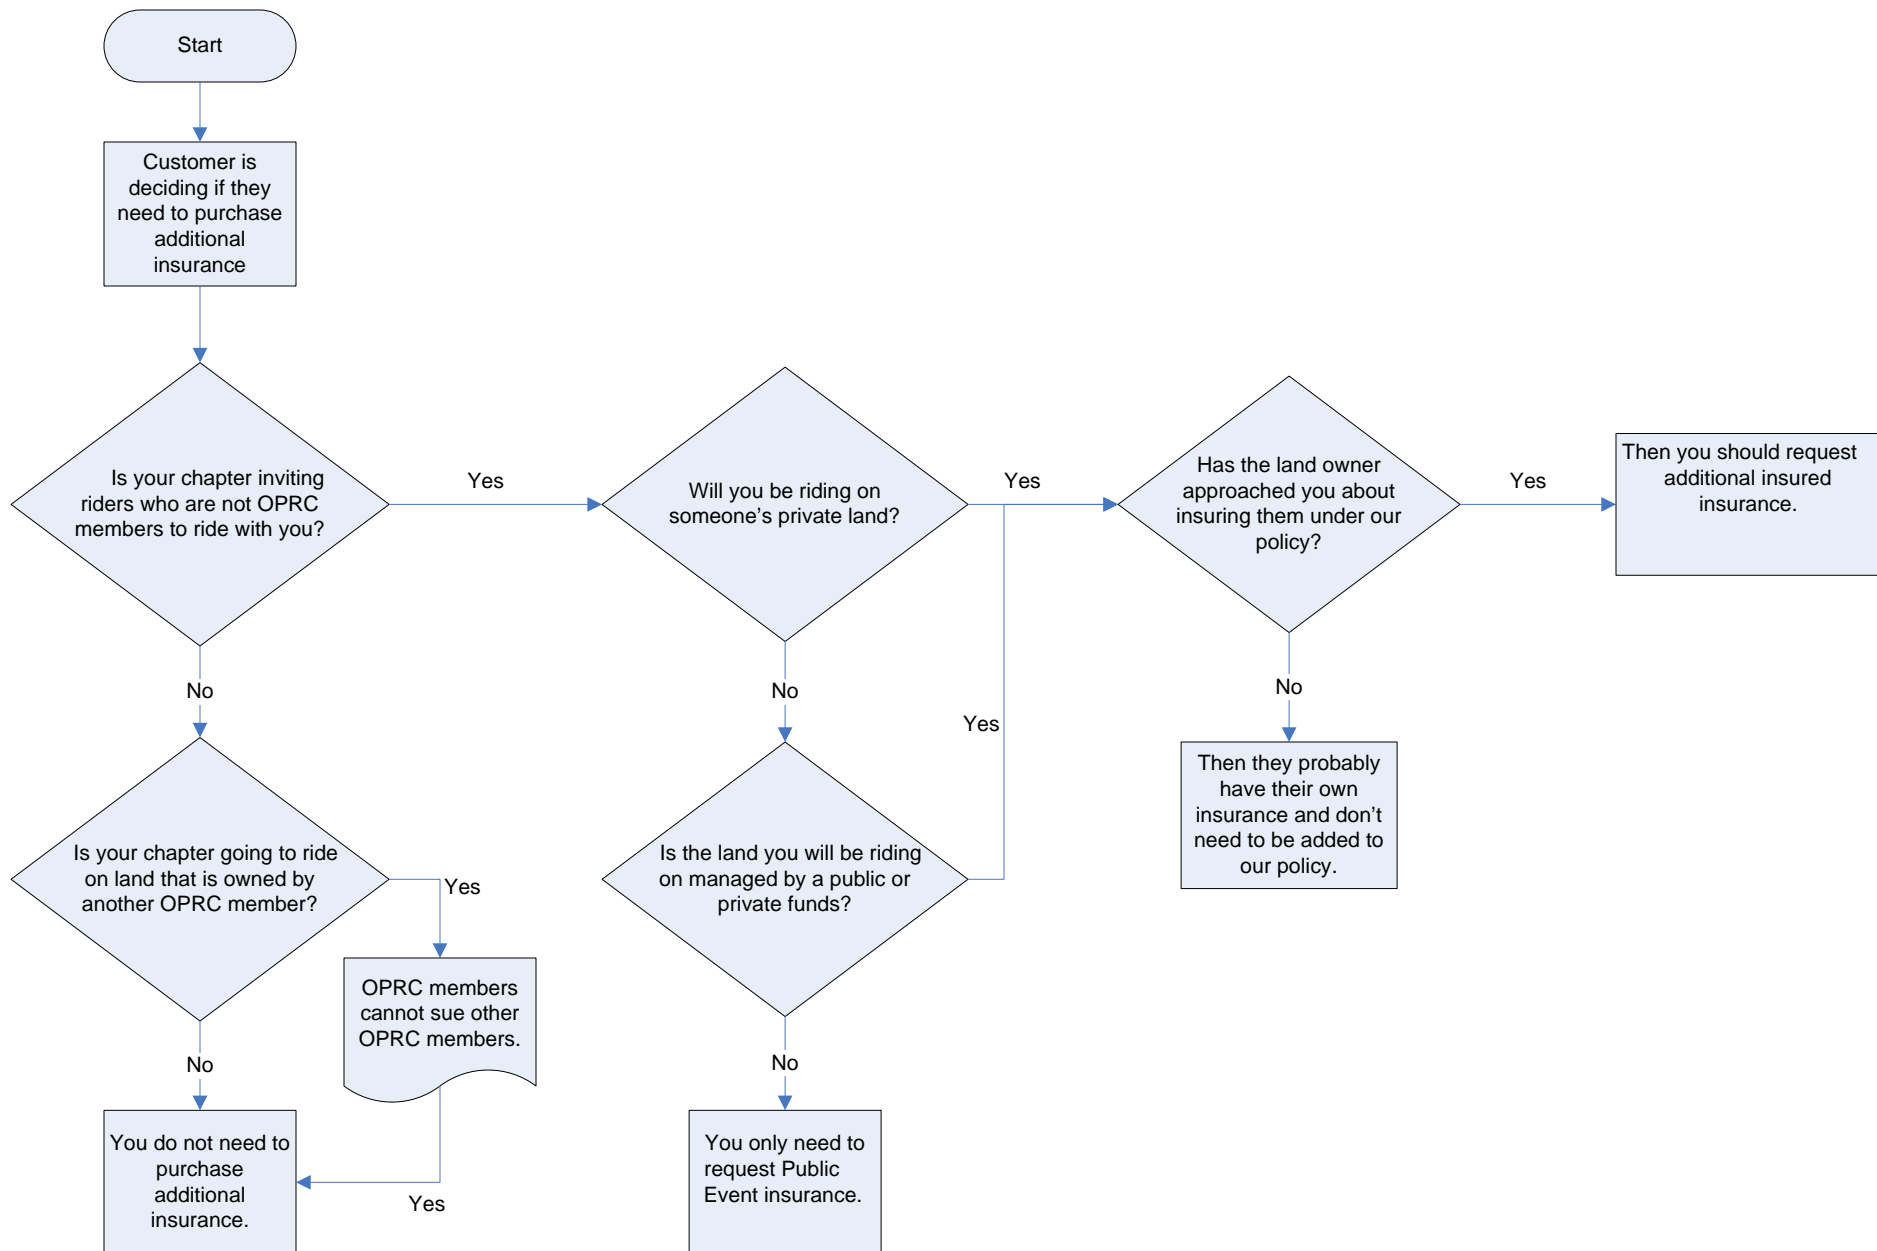 Start
Customer is
deciding if they
need to purchase
additional
insurance
Is your chapter inviting
riders who are not OPRC
members to ride with you?
Yes
Will you be riding on
someone's private land?
Yes
Has the land owner
approached you about
insuring them under our
policy?
Yes
Then you should request
additional insured
insurance.
No
No
No
Yes
Is your chapter going to ride
on land that is owned by
another OPRC member?
Yes
Is the land you will be riding
on managed by a public or
private funds?
Then they probably
have their own
insurance and don't
need to be added to
our policy.
OPRC members
cannot sue other
OPRC members.
No
No
You do not need to
purchase
additional
insurance.
Yes
You only need to
request Public
Event insurance.